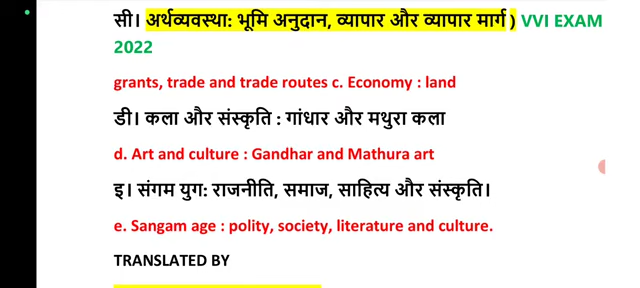 सी। अर्थव्यवस्था: भूमि अनुदान, व्यापार और व्यापार मार्ग ) VVI EXAM
2022
grants, trade and trade routes c. Economy : land
डी। कला और संस्कृति : गांधार और मथुरा कला
d. Art and culture : Gandhar and Mathura art
इ। संगम युग: राजनीति, समाज, साहित्य और संस्कृति।
e. Sangam age : polity, society, literature and culture.
TRANSLATED BY